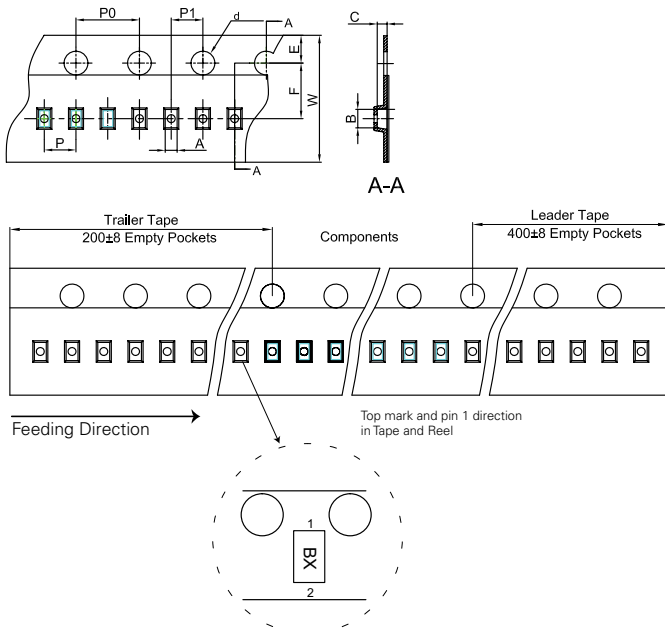 P0
P1
d
A
E
F
W
P
A
A
C
B
A-A
Trailer Tape
200±8 Empty Pockets
Components
Leader Tape
400±8 Empty Pockets
Feeding Direction
Top mark and pin 1 direction
in Tape and Reel
1
BX
2